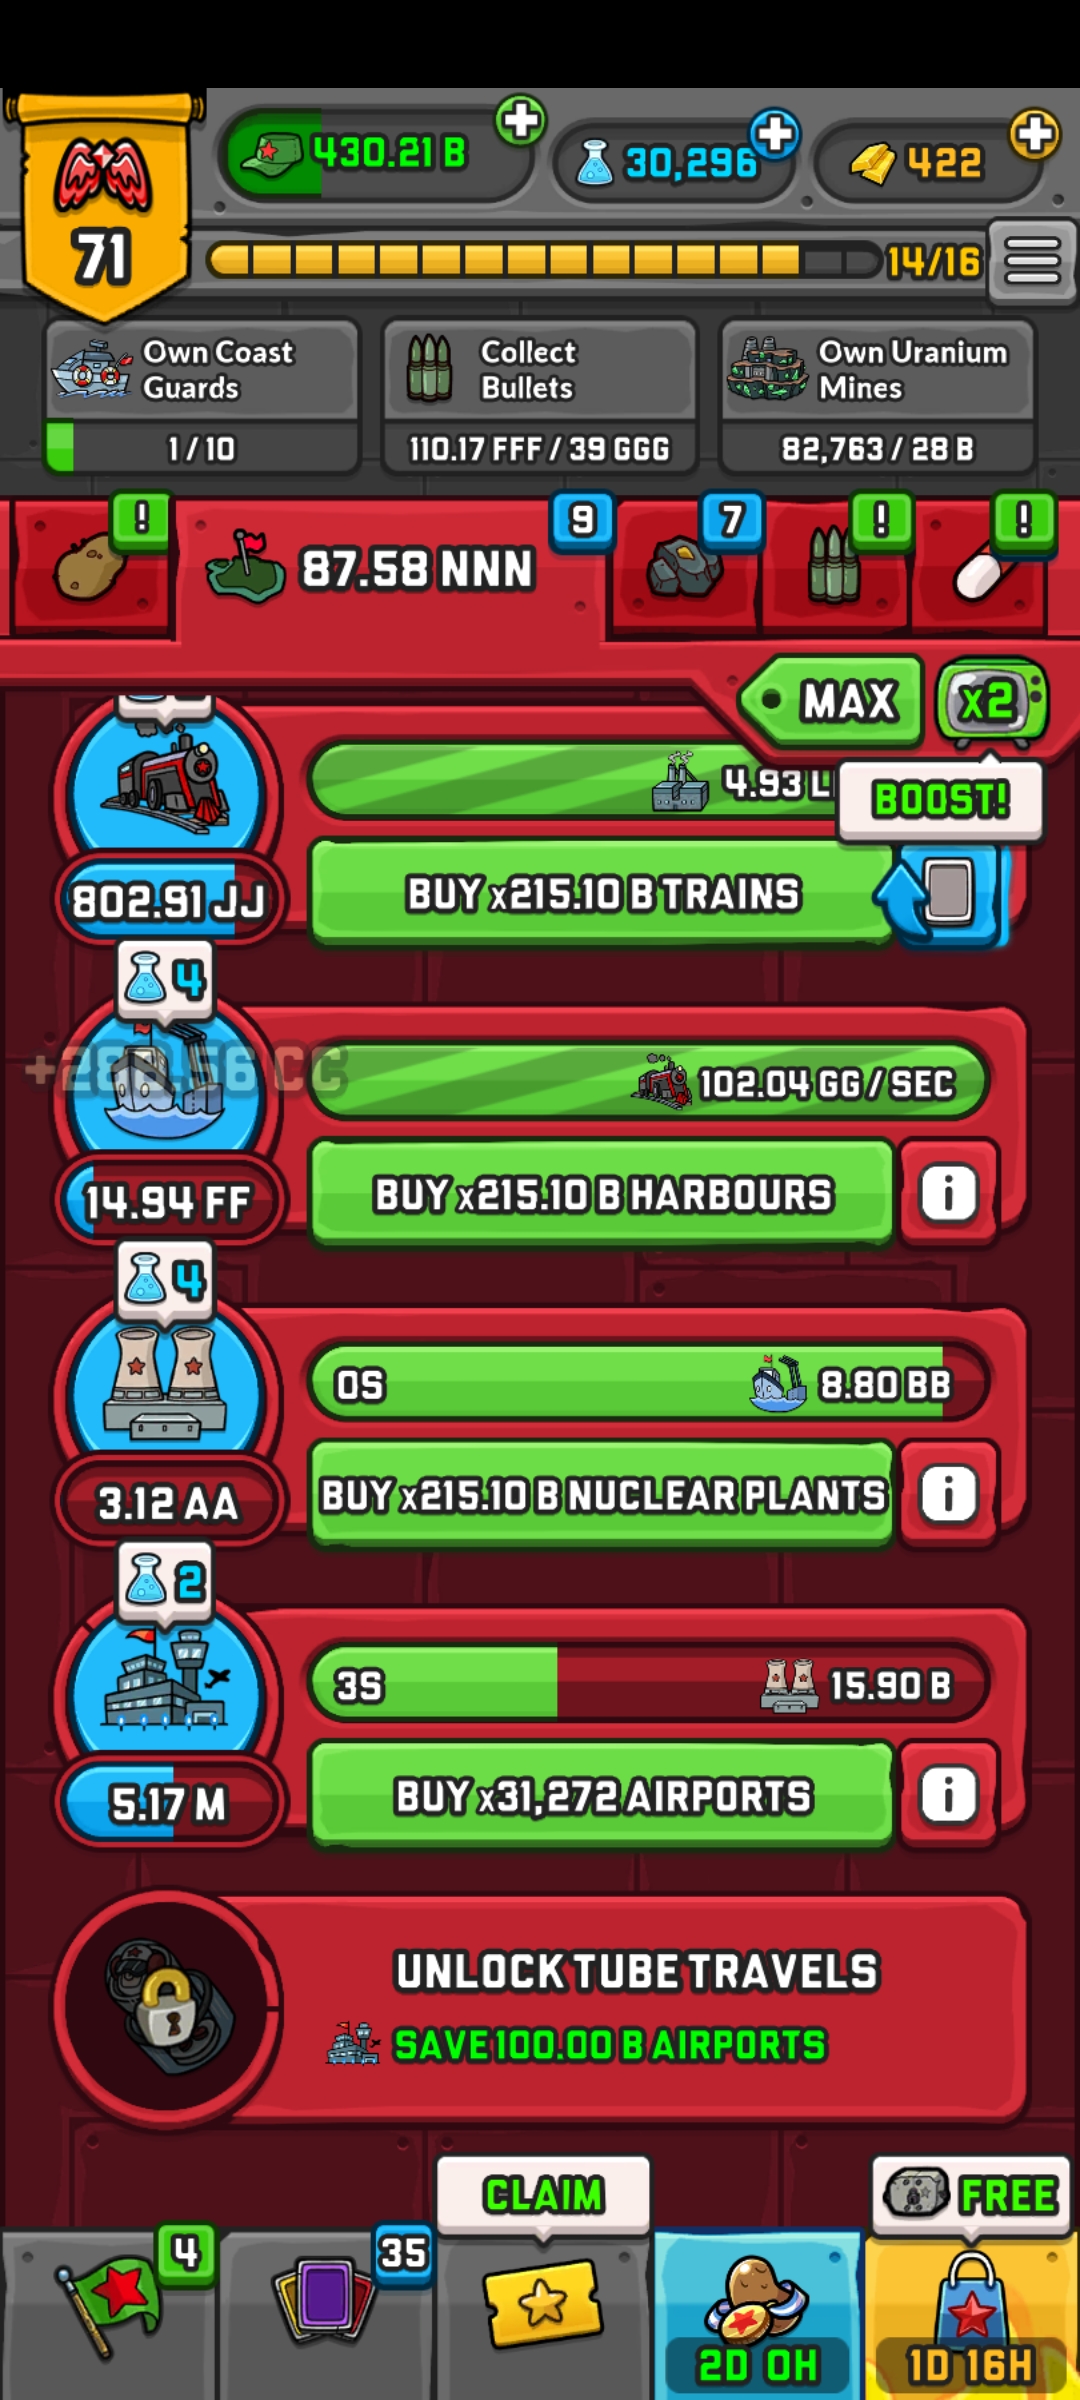 430.21 B
30,296
422
71
14/16
Own Coast
Guards
1 / 10
Collect
Bullets
110.17 FFF / 39 GGG
Own Uranium
Mines
82,763 / 28 B
!
87.58 NNN
9
7
!
!
MAX
x2
BOOST!
4.93
802.91 JJ
BUY x215.10 B TRAINS
4
102.04 GG / SEC
14.94 FF
BUY x215.10 B HARBOURS
i
4
0S
8.80 BB
3.12 AA
BUY x215.10 B NUCLEAR PLANTS
i
2
3S
15.90 B
5.17 M
BUY x31,272 AIRPORTS
i
UNLOCK TUBE TRAVELS
SAVE 100.00 B AIRPORTS
CLAIM
FREE
4
35
2D 0H
1D 16H